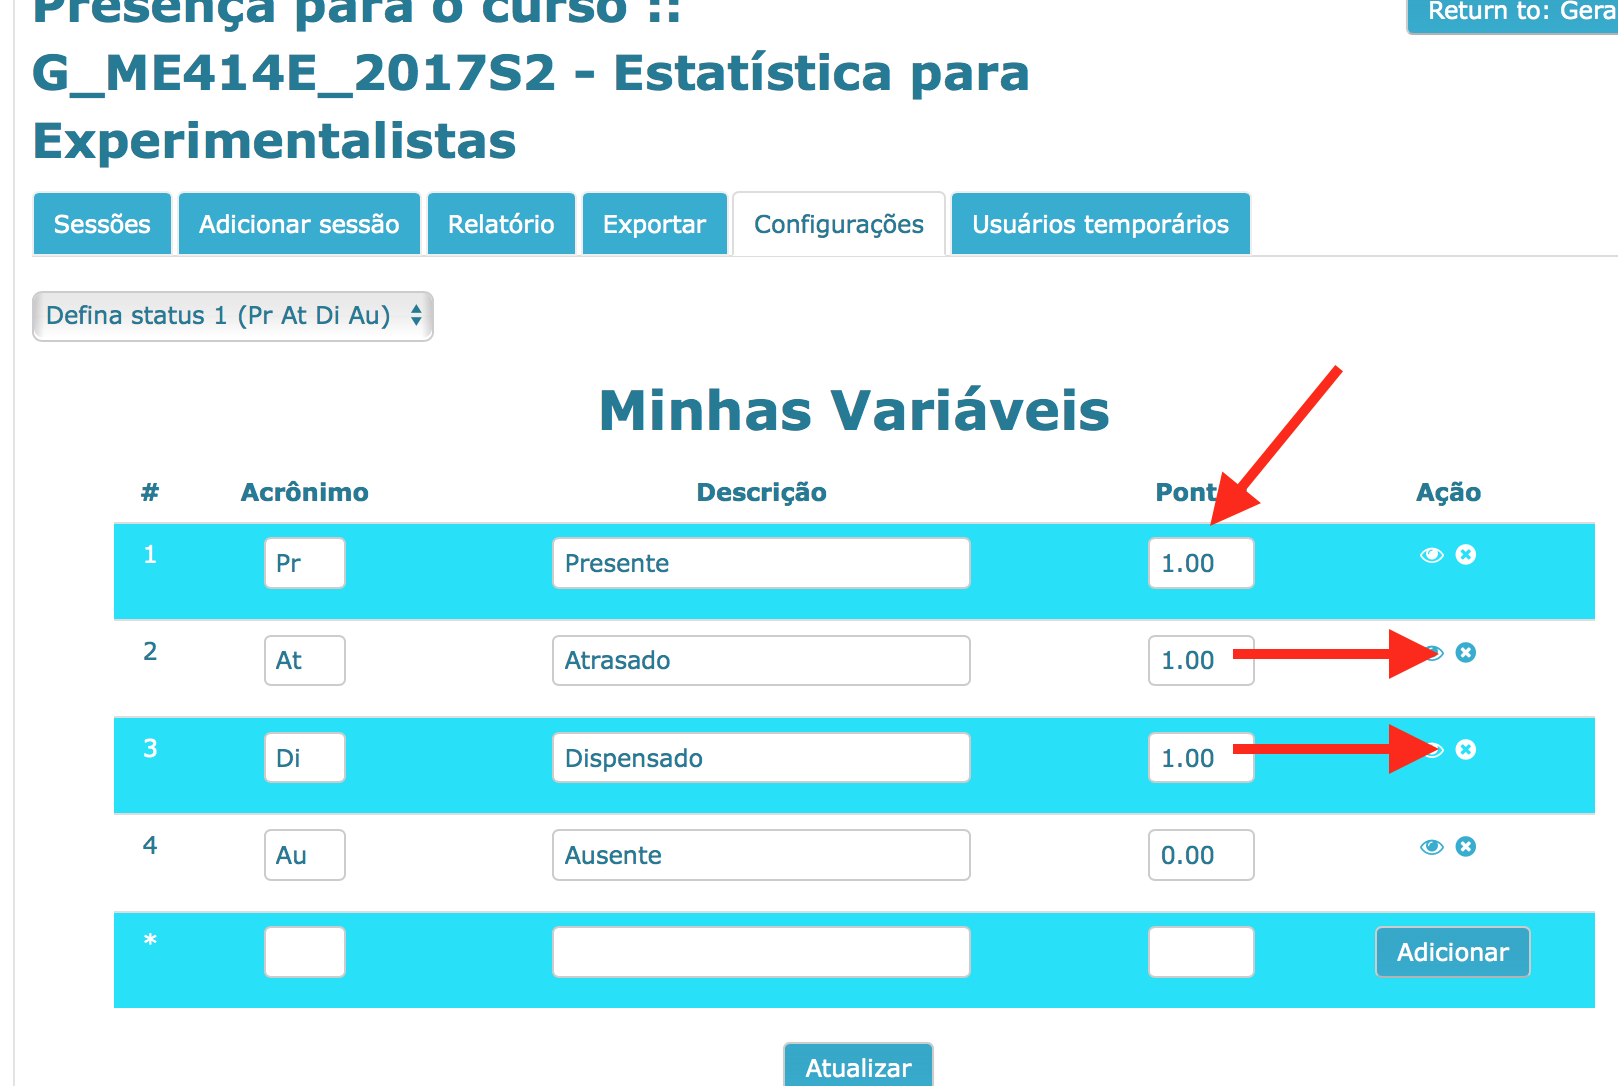 Presença para o curso ::
G_ME414E_2017S2 - Estatística para
Experimentalistas
Return to: Gera
Sessões Adicionar sessão Relatório Exportar Configurações Usuários temporários
Defina status 1 (Pr At Di Au)
Minhas Variáveis
# Acrônimo Descrição Pont Ação
1 Pr Presente 1.00
2 At Atrasado 1.00
3 Di Dispensado 1.00
4 Au Ausente 0.00
* Adicionar
Atualizar